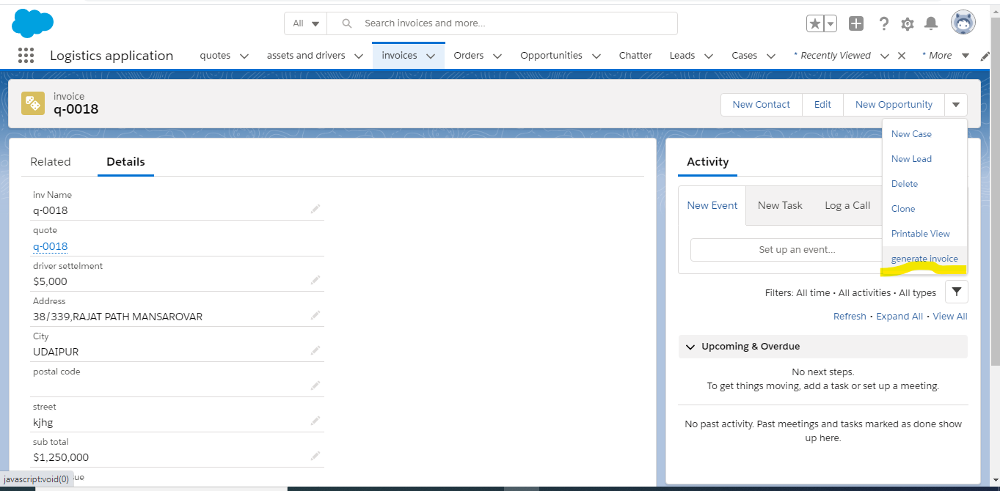 All
Search invoices and more...
Logistics application
quotes
assets and drivers
invoices
Orders
Opportunities
Chatter
Leads
Cases
* Recently Viewed
* More
invoice
q-0018
New Contact
Edit
New Opportunity
New Case
New Lead
Delete
Clone
Printable View
generate invoice
Related
Details
inv Name
q-0018
quote
q-0018
driver settelment
$5,000
Address
38/339,RAJAT PATH MANSAROVAR
City
UDAIPUR
postal code
street
kjhg
sub total
$1,250,000
javascript:void(0)
Activity
New Event
New Task
Log a Call
Set up an event...
Filters: All time • All activities • All types
Refresh • Expand All • View All
Upcoming & Overdue
No next steps.
To get things moving, add a task or set up a meeting.
No past activity. Past meetings and tasks marked as done show
up here.